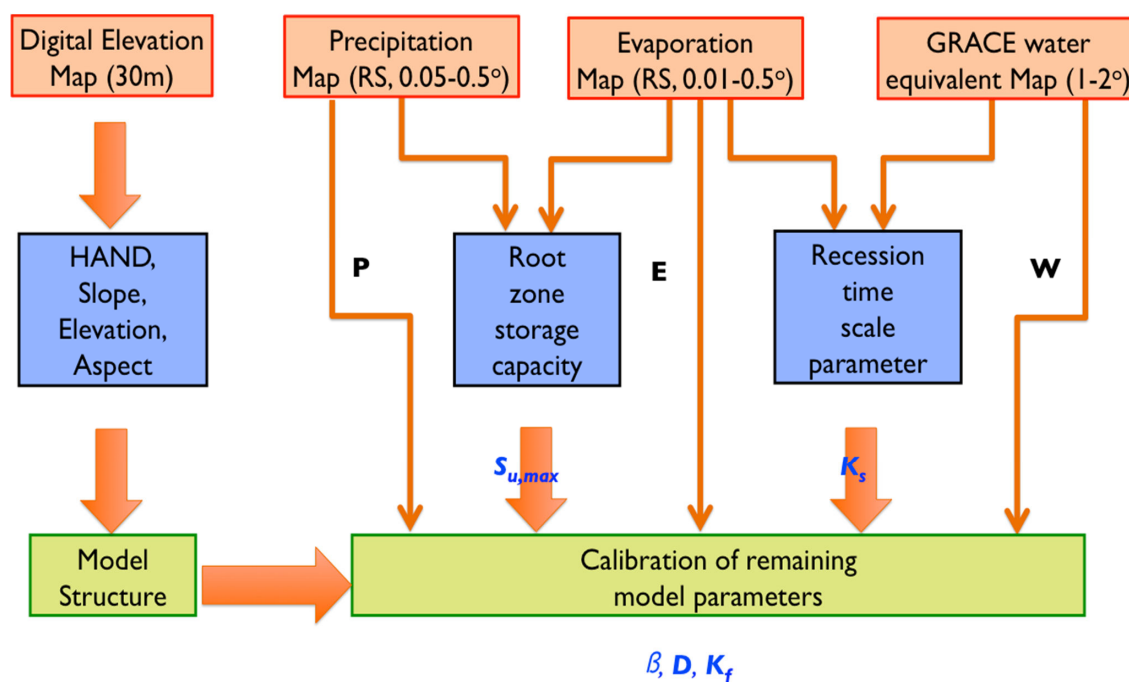 Digital Elevation
Map (30m)
Precipitation
Map (RS, 0.05-0.5°)
Evaporation
Map (RS, 0.01-0.5°)
GRACE water
equivalent Map (1-2°)
HAND,
Slope,
Elevation,
Aspect
P
Root
zone
storage
capacity
E
Recession
time
scale
parameter
W
Su,max
Ks
Model
Structure
Calibration of remaining
model parameters
β, D, Kf